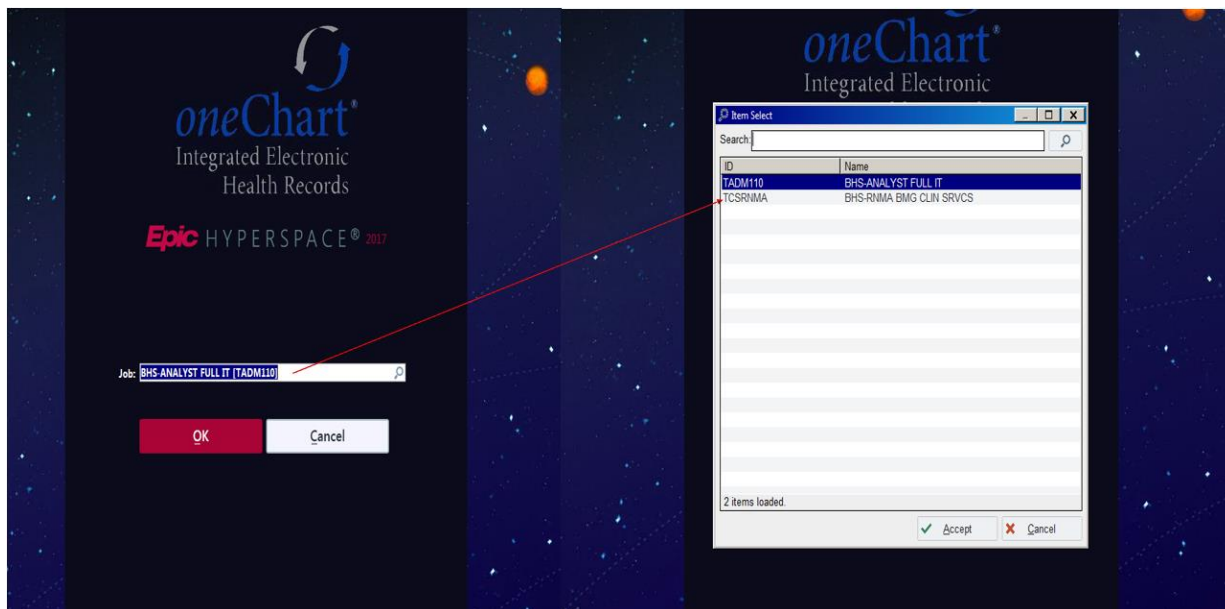 oneChart®
Integrated Electronic
Health Records
Epic HYPERSPACE® 2017
Job: BHS-ANALYST FULL IT [TADM110]
OK Cancel
oneChart®
Integrated Electronic
Item Select
Search:
ID Name
TADM110 BHS-ANALYST FULL IT
TCSRNMA BHS-RNMA BMG CLIN SRVCS
2 items loaded.
Accept Cancel